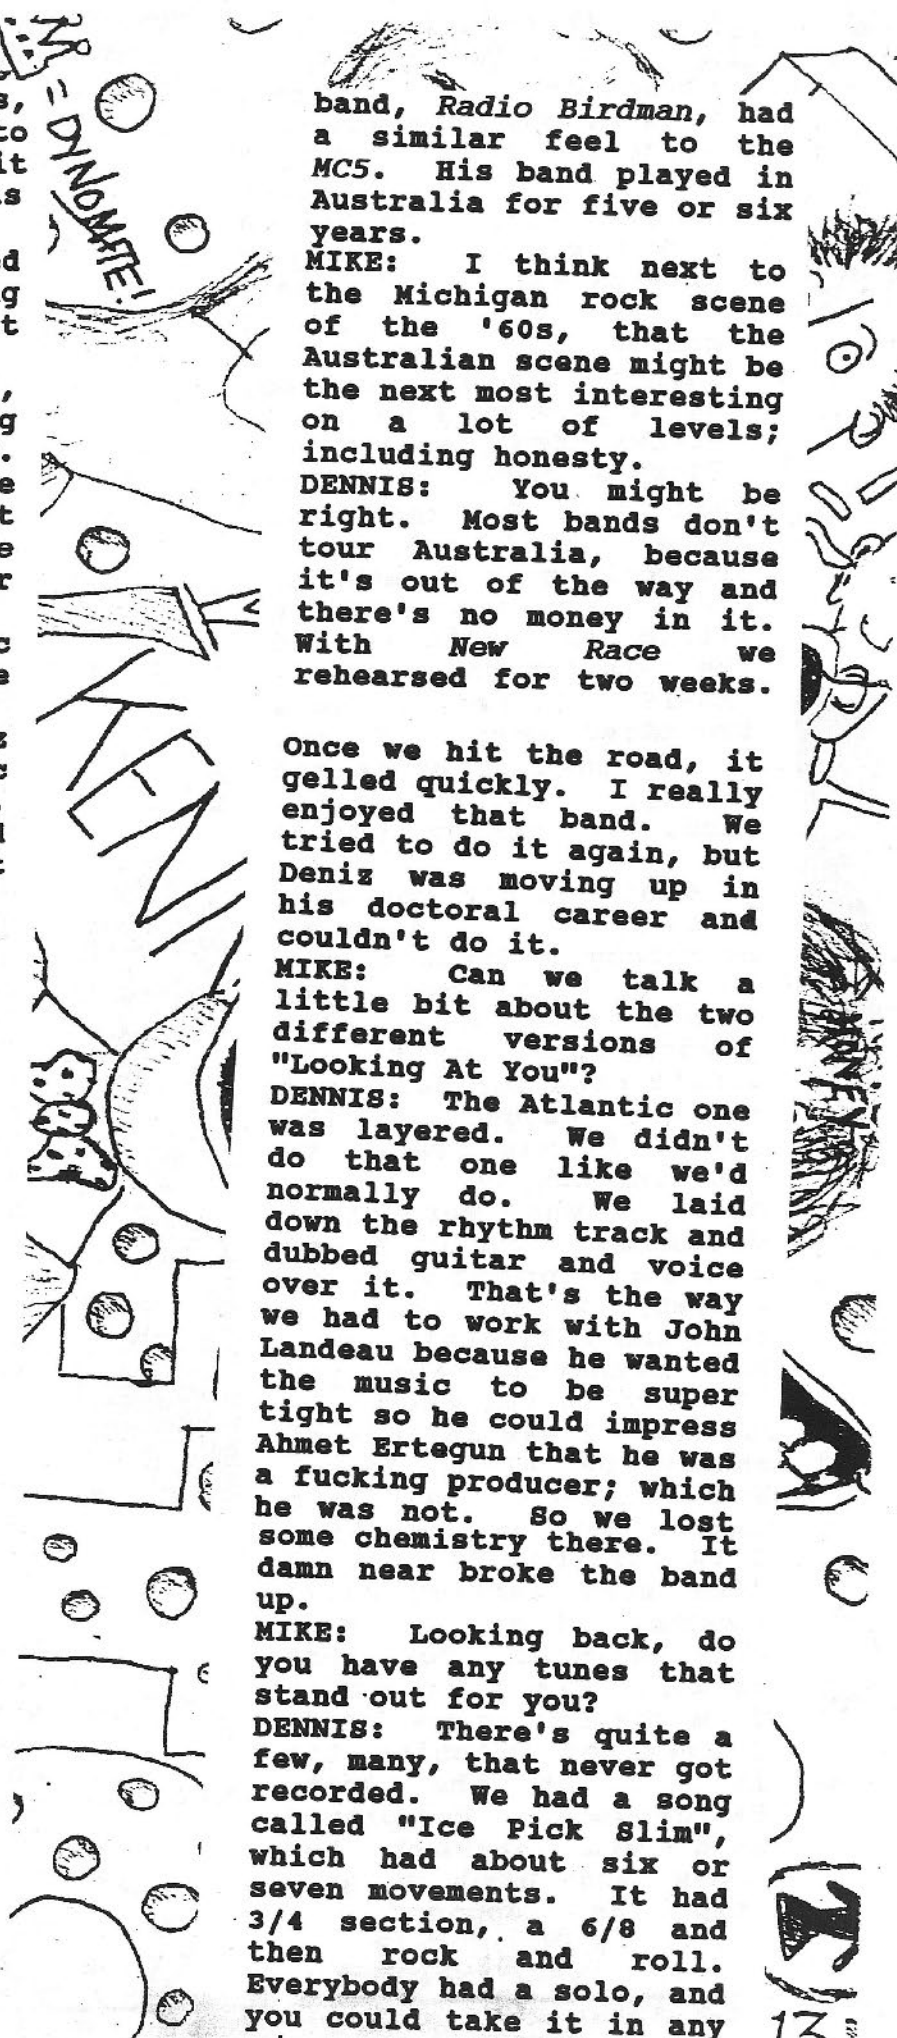 = DYNOMITE!
band, Radio Birdman, had
a similar feel to the
MC5. His band played in
Australia for five or six
years.
MIKE: I think next to
the Michigan rock scene
of the '60s, that the
Australian scene might be
the next most interesting
on a lot of levels;
including honesty.
DENNIS: You might be
right. Most bands don't
tour Australia, because
it's out of the way and
there's no money in it.
With New Race we
rehearsed for two weeks.
Once we hit the road, it
gelled quickly. I really
enjoyed that band. We
tried to do it again, but
Deniz was moving up in
his doctoral career and
couldn't do it.
MIKE: Can we talk a
little bit about the two
different versions of
"Looking At You"?
DENNIS: The Atlantic one
was layered. We didn't
do that one like we'd
normally do. We laid
down the rhythm track and
dubbed guitar and voice
over it. That's the way
we had to work with John
Landeau because he wanted
the music to be super
tight so he could impress
Ahmet Ertegun that he was
a fucking producer; which
he was not. So we lost
some chemistry there. It
damn near broke the band
up.
MIKE: Looking back, do
you have any tunes that
stand out for you?
DENNIS: There's quite a
few, many, that never got
recorded. We had a song
called "Ice Pick Slim",
which had about six or
seven movements. It had
3/4 section, a 6/8 and
then rock and roll.
Everybody had a solo, and
you could take it in any
KEN
13